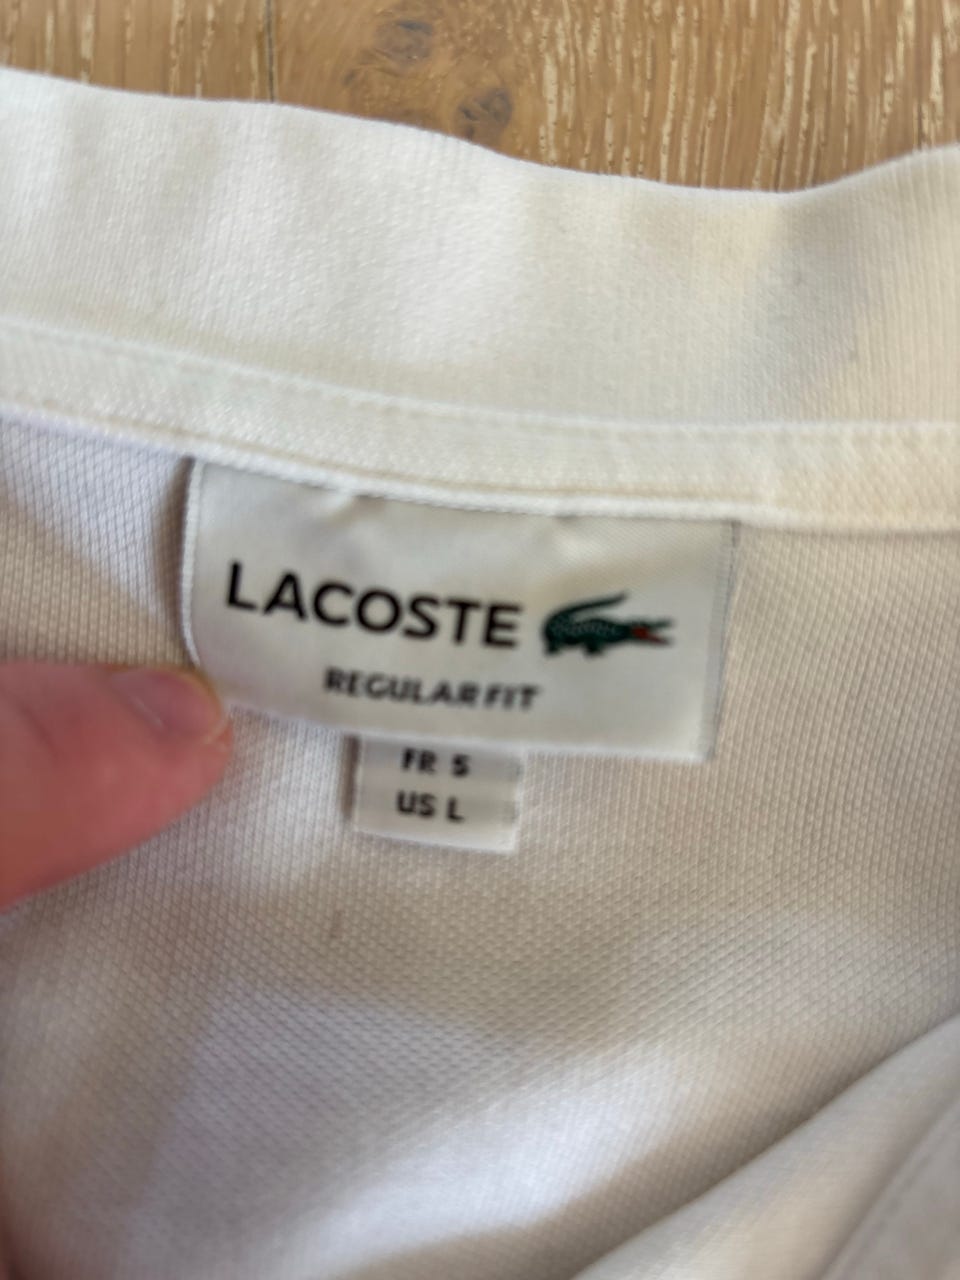 LACOSTE
REGULAR FIT
FR 5
US L